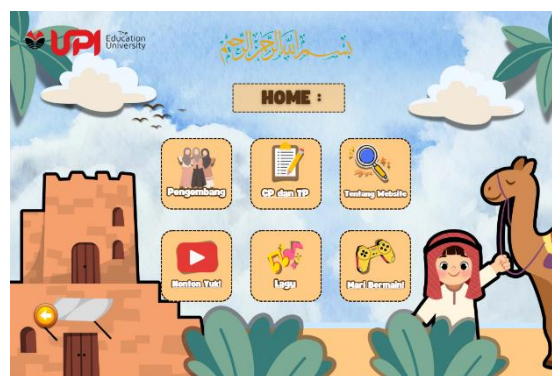 UPI The Education University
بسم الله الرحمن الرحيم
HOME :
Pengembang CP dan TP Tentang Website
Nonton Yuk! Lagu Mari Bermain!